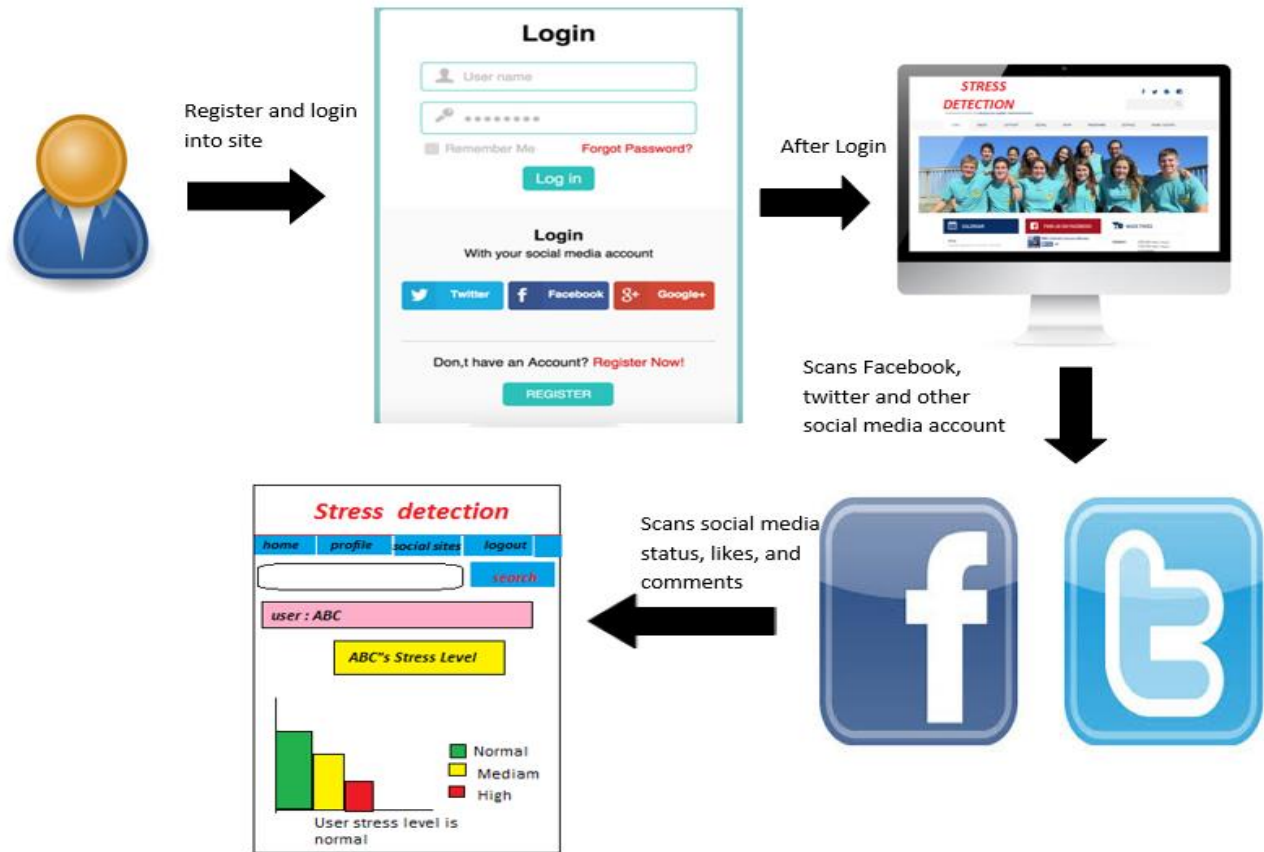 Register and login
into site
Login
User name
Remember Me
Forgot Password?
Log in
Login
With your social media account
Twitter
f
Facebook
8+
Google+
Don,t have an Account? Register Now!
REGISTER
After Login
STRESS
DETECTION
CALENDAR
Scans Facebook,
twitter and other
social media account
f
t
Scans social media
status, likes, and
comments
Stress detection
home profile social sites logout
search
user : ABC
ABC"s Stress Level
Normal
Mediam
High
User stress level is
normal